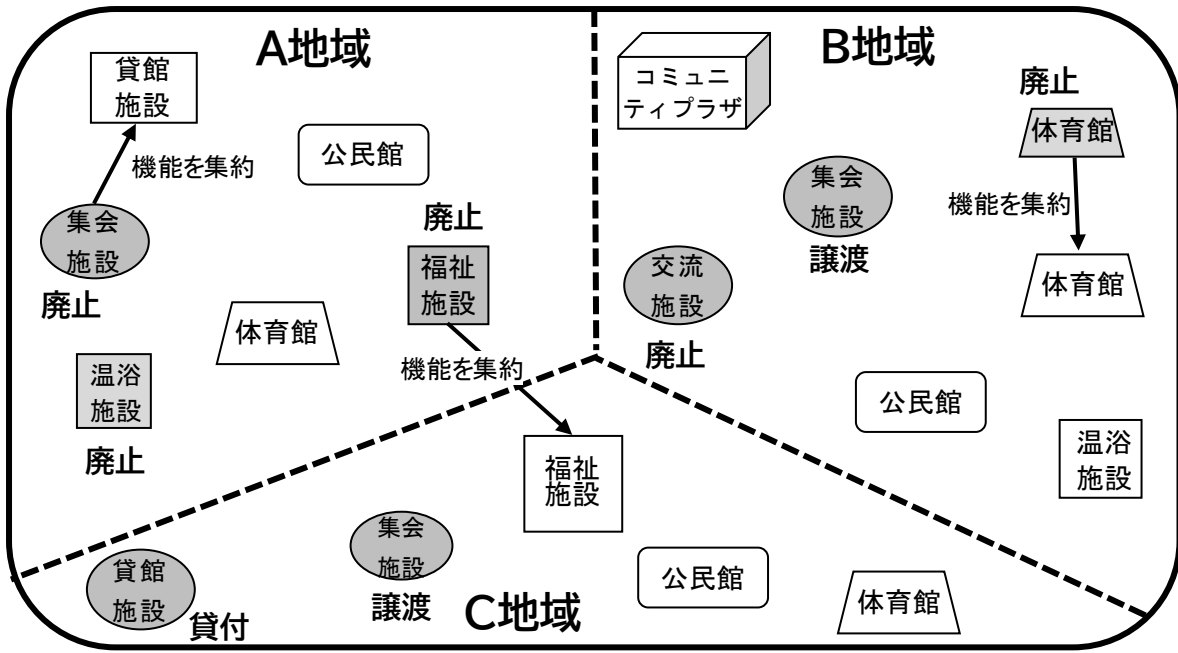 A地域
貸館
施設
機能を集約
集会
施設
廃止
公民館
廃止
福祉
施設
機能を集約
体育館
温浴
施設
廃止
B地域
コミュニ
ティプラザ
廃止
体育館
機能を集約
体育館
集会
施設
譲渡
交流
施設
廃止
公民館
温浴
施設
C地域
福祉
施設
集会
施設
譲渡
貸館
施設
貸付
公民館
体育館